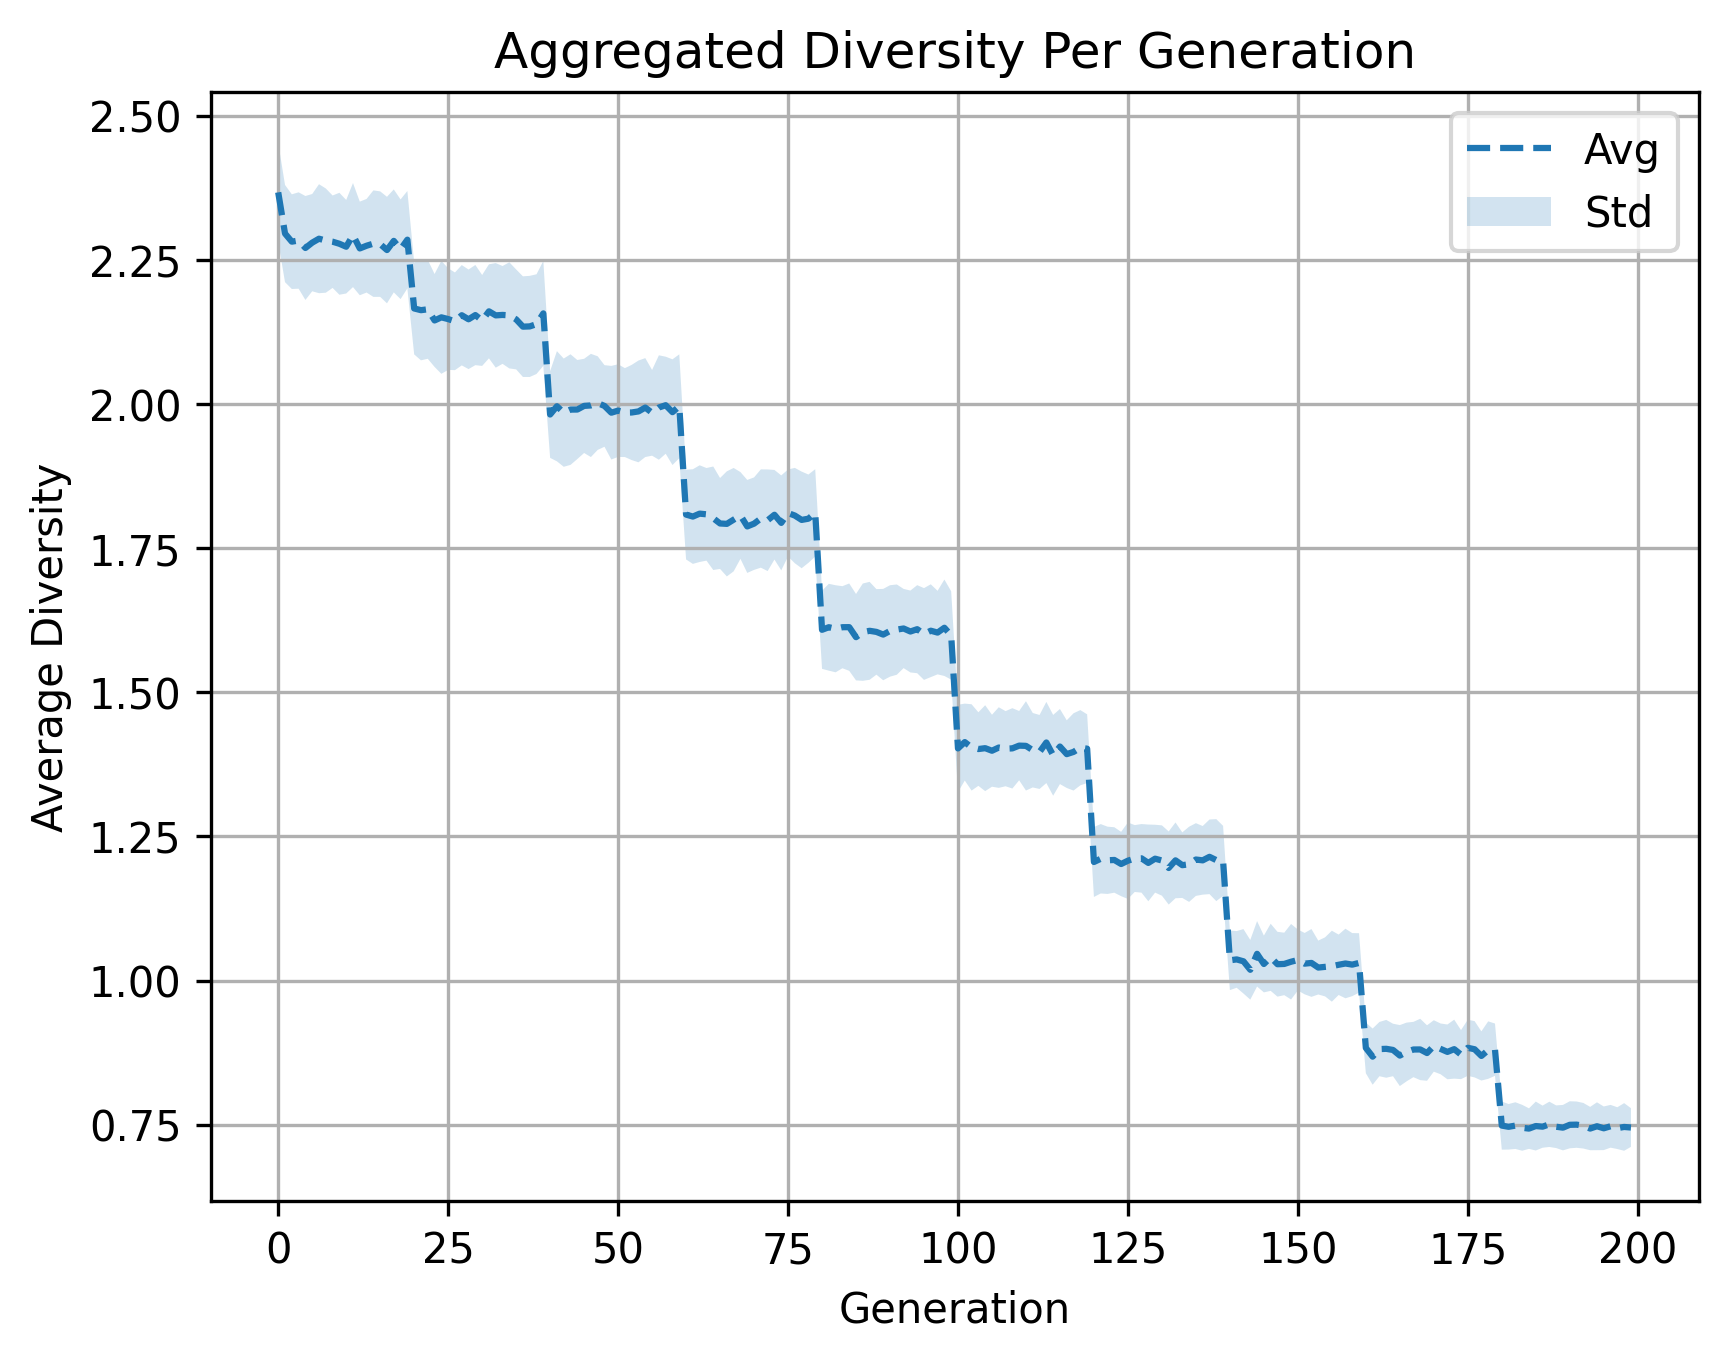 Aggregated Diversity Per Generation
Avg
Std
Average Diversity
2.50
2.25
2.00
1.75
1.50
1.25
1.00
0.75
0 25 50 75 100 125 150 175 200
Generation